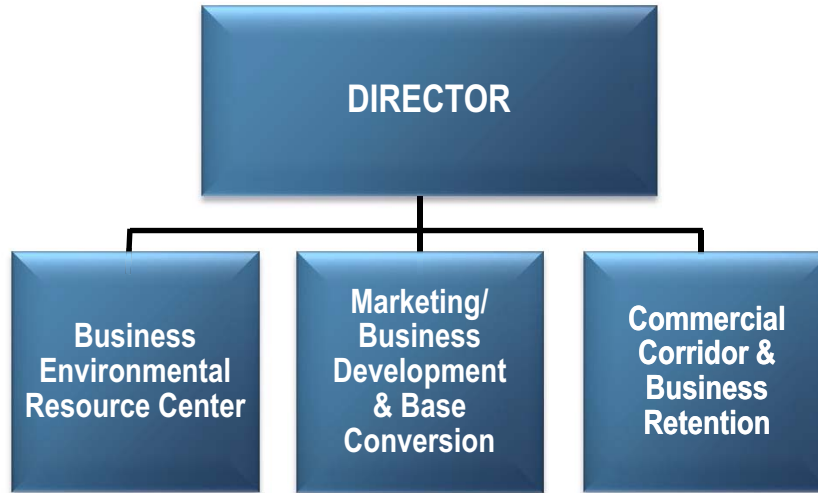 DIRECTOR
Business
Environmental
Resource Center
Marketing/
Business
Development
& Base
Conversion
Commercial
Corridor &
Business
Retention